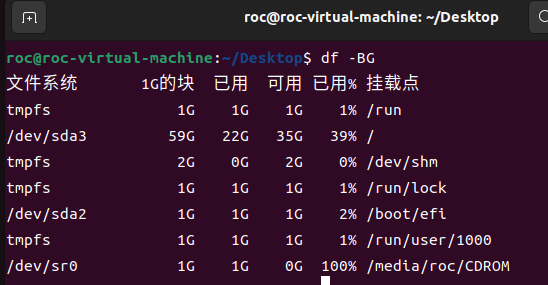 roc@roc-virtual-machine: ~/Desktop
roc@roc-virtual-machine:~/Desktop$ df -BG
文件系统 1G的块 已用 可用 已用% 挂载点
tmpfs 1G 1G 1G 1% /run
/dev/sda3 59G 22G 35G 39% /
tmpfs 2G 0G 2G 0% /dev/shm
tmpfs 1G 1G 1G 1% /run/lock
/dev/sda2 1G 1G 1G 2% /boot/efi
tmpfs 1G 1G 1G 1% /run/user/1000
/dev/sr0 1G 1G 0G 100% /media/roc/CDROM